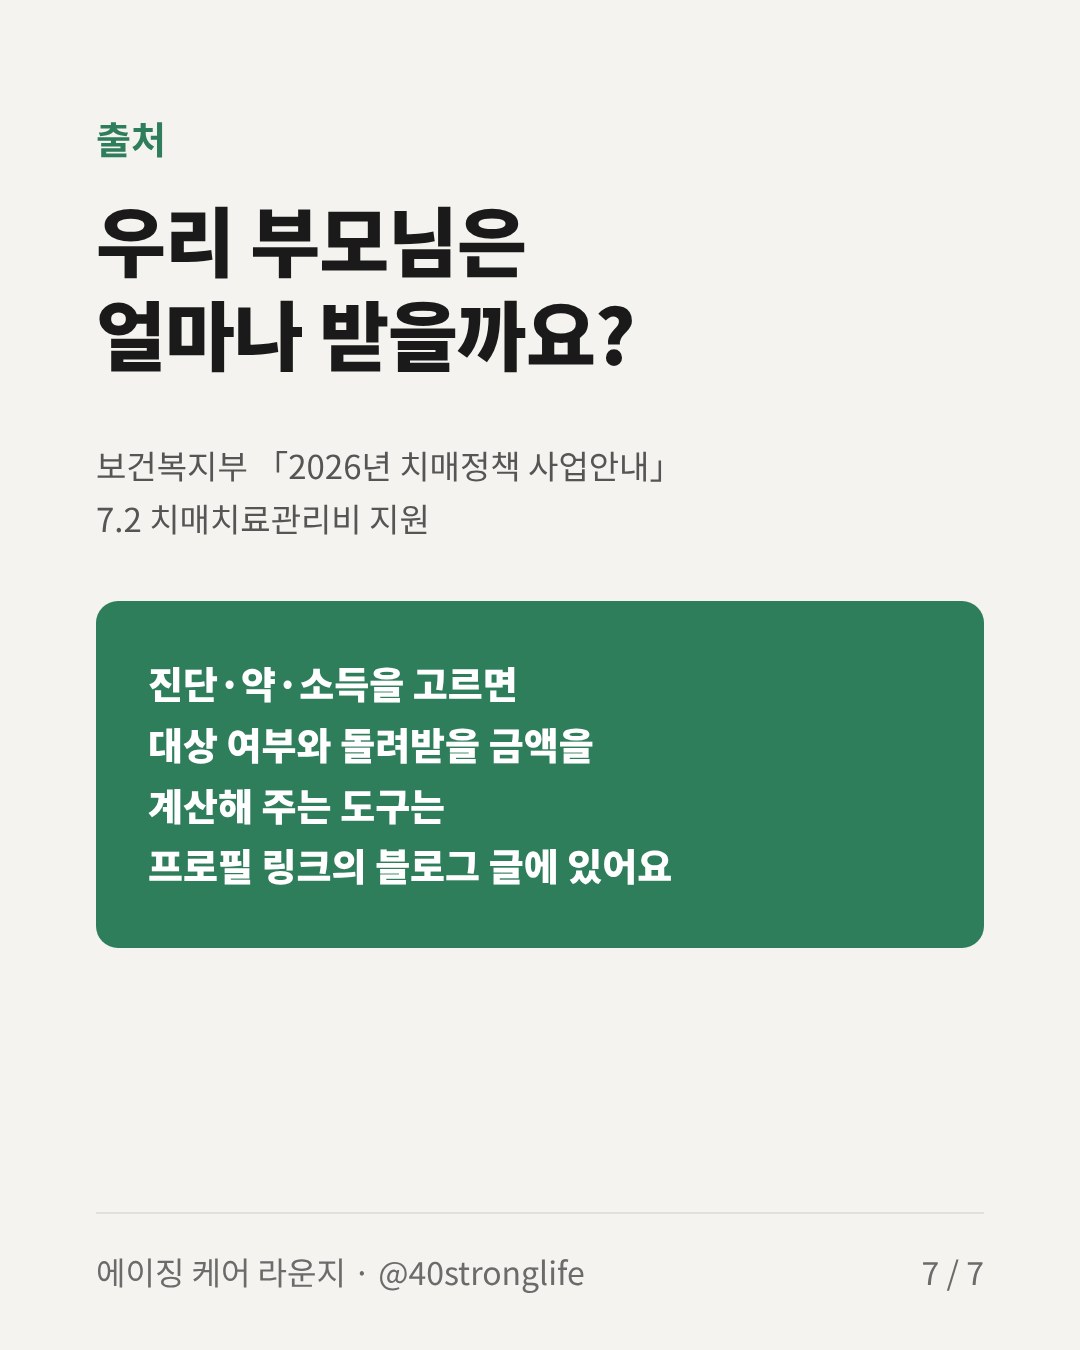 출처
우리 부모님은
얼마나 받을까요?
보건복지부 「2026년 치매정책 사업안내」
7.2 치매치료관리비 지원
진단·약·소득을 고르면
대상 여부와 돌려받을 금액을
계산해 주는 도구는
프로필 링크의 블로그 글에 있어요
에이징 케어 라운지 · @40stronglife
7 / 7